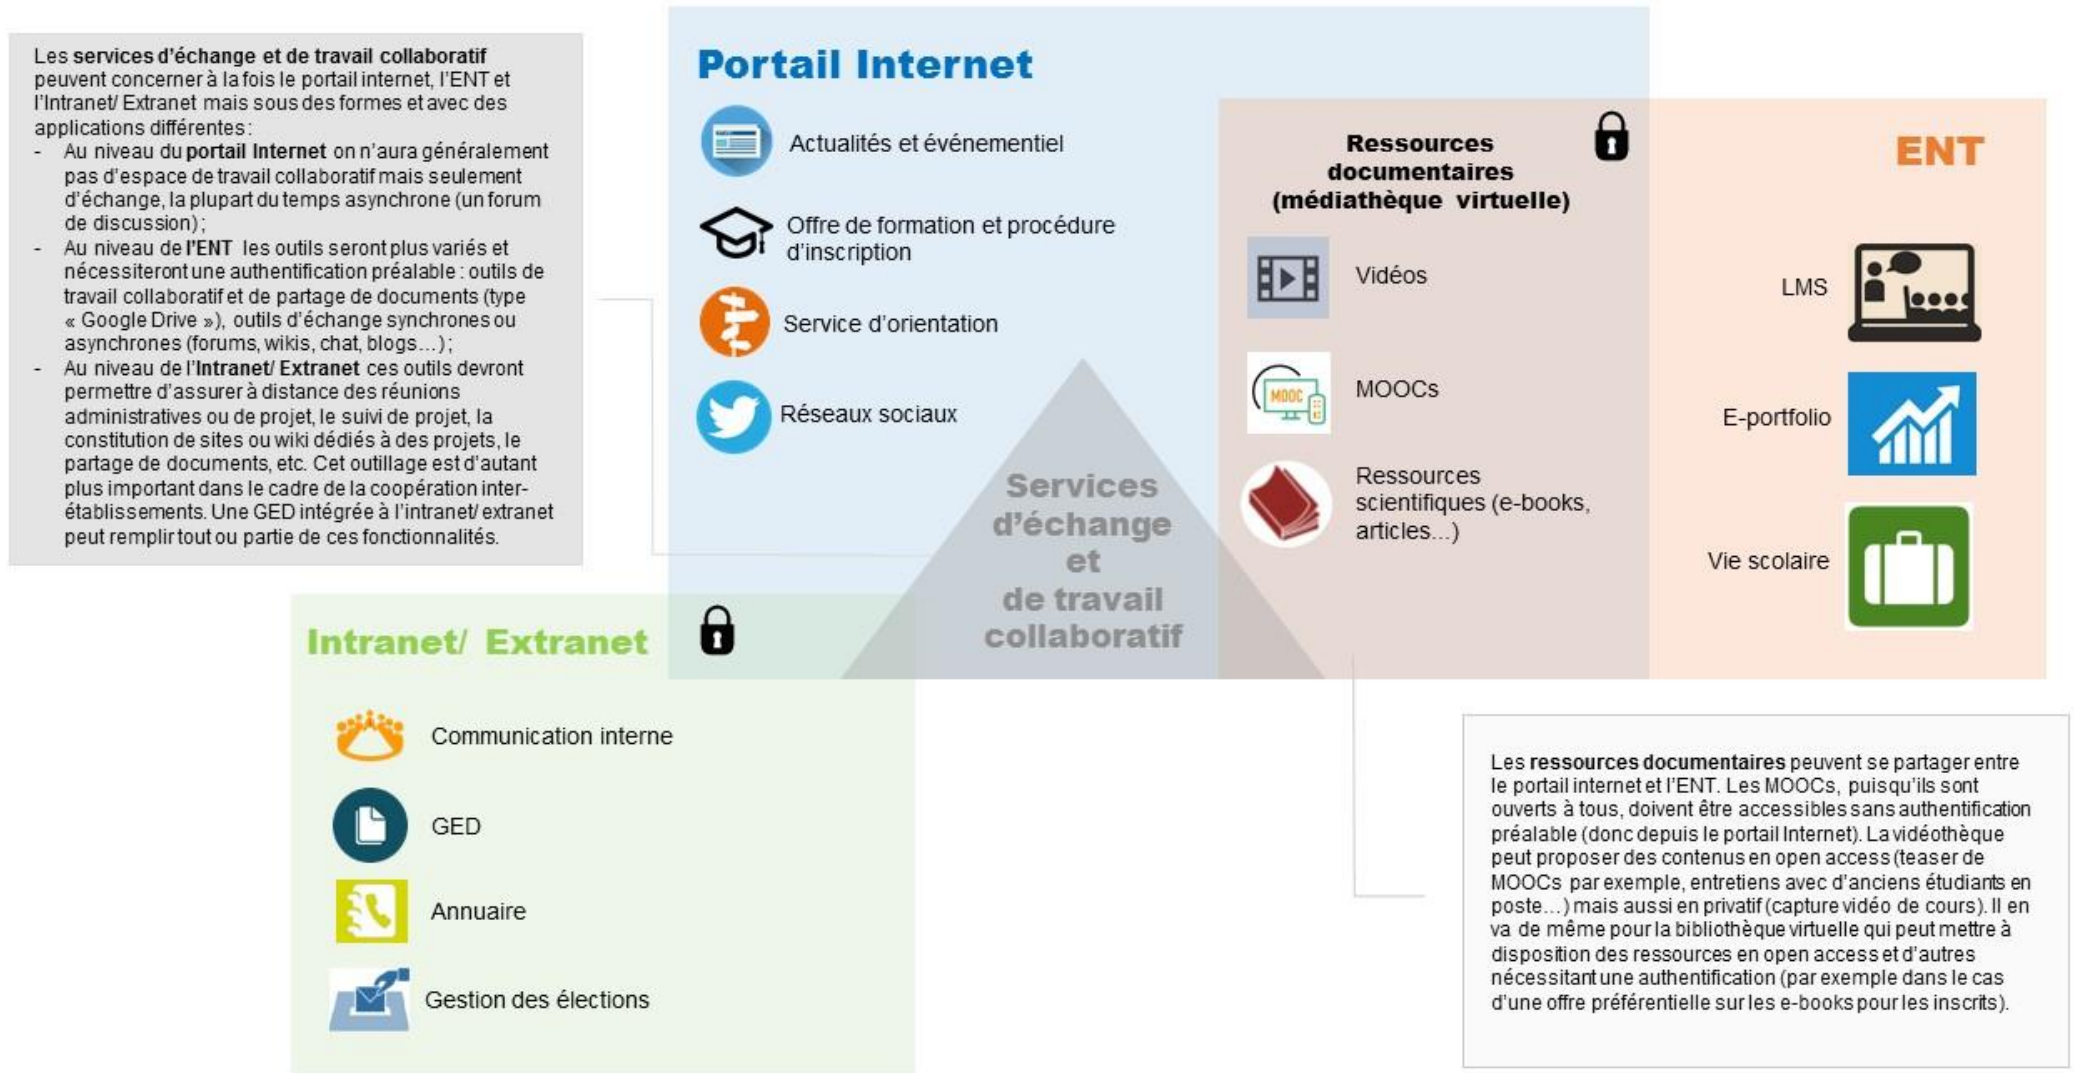 Les services d'échange et de travail collaboratif
peuvent concerner à la fois le portail internet, l'ENT et
l'Intranet/ Extranet mais sous des formes et avec des
applications différentes :
- Au niveau du portail Internet on n'aura généralement
pas d'espace de travail collaboratif mais seulement
d'échange, la plupart du temps asynchrone (un forum
de discussion) ;
- Au niveau de l'ENT les outils seront plus variés et
nécessiteront une authentification préalable : outils de
travail collaboratif et de partage de documents (type
« Google Drive »), outils d'échange synchrones ou
asynchrones (forums, wikis, chat, blogs…) ;
- Au niveau de l'Intranet/ Extranet ces outils devront
permettre d'assurer à distance des réunions
administratives ou de projet, le suivi de projet, la
constitution de sites ou wiki dédiés à des projets, le
partage de documents, etc. Cet outillage est d'autant
plus important dans le cadre de la coopération inter-
établissements. Une GED intégrée à l'intranet/ extranet
peut remplir tout ou partie de ces fonctionnalités.
Portail Internet
Actualités et événementiel
Offre de formation et procédure
d'inscription
Service d'orientation
Réseaux sociaux
Services
d'échange
et
de travail
collaboratif
Ressources
documentaires
(médiathèque virtuelle)
Vidéos
MOOC
MOOCs
Ressources
scientifiques (e-books,
articles...)
ENT
LMS
E-portfolio
Vie scolaire
Intranet/ Extranet
Communication interne
GED
Annuaire
Gestion des élections
Les ressources documentaires peuvent se partager entre
le portail internet et l'ENT. Les MOOCs, puisqu'ils sont
ouverts à tous, doivent être accessibles sans authentification
préalable (donc depuis le portail Internet). La vidéothèque
peut proposer des contenus en open access (teaser de
MOOCs par exemple, entretiens avec d'anciens étudiants en
poste…) mais aussi en privatif (capture vidéo de cours). Il en
va de même pour la bibliothèque virtuelle qui peut mettre à
disposition des ressources en open access et d'autres
nécessitant une authentification (par exemple dans le cas
d'une offre préférentielle sur les e-books pour les inscrits).